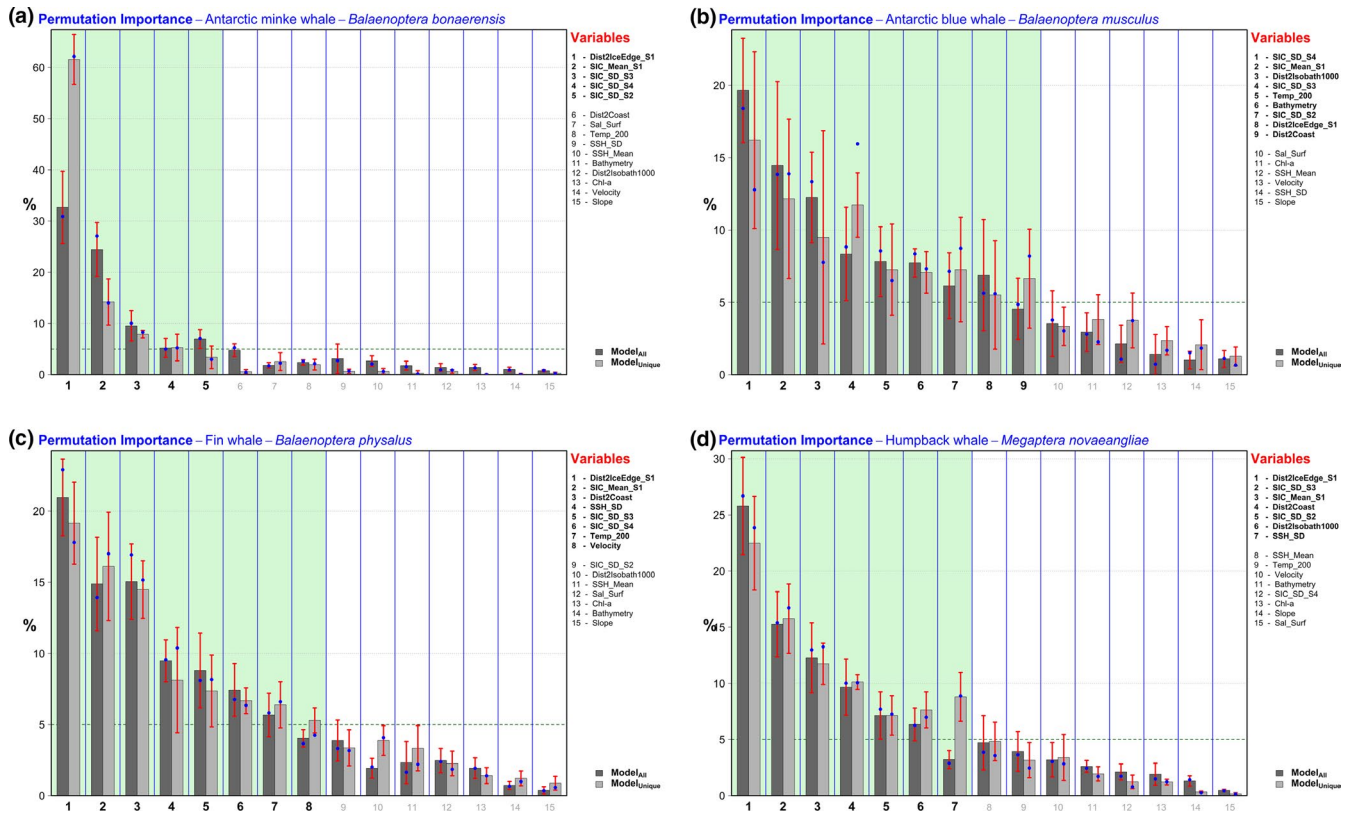 (a) Permutation Importance – Antarctic minke whale – Balaenoptera bonaerensis
%
60
50
40
30
20
10
0
1 2 3 4 5 6 7 8 9 10 11 12 13 14 15
Variables
1 - Dist2IceEdge_S1
2 - SIC_Mean_S1
3 - SIC_SD_S3
4 - SIC_SD_S4
5 - SIC_SD_S2
6 - Dist2Coast
7 - Sal_Surf
8 - Temp_200
9 - SSH_SD
10 - SSH_Mean
11 - Bathymetry
12 - Dist2Isobath1000
13 - Chl-a
14 - Velocity
15 - Slope
ModelAll
ModelUnique
(b) Permutation Importance – Antarctic blue whale – Balaenoptera musculus
%
20
15
10
5
0
1 2 3 4 5 6 7 8 9 10 11 12 13 14 15
Variables
1 - SIC_SD_S4
2 - SIC_Mean_S1
3 - Dist2Isobath1000
4 - SIC_SD_S3
5 - Temp_200
6 - Bathymetry
7 - SIC_SD_S2
8 - Dist2IceEdge_S1
9 - Dist2Coast
10 - Sal_Surf
11 - Chl-a
12 - SSH_Mean
13 - Velocity
14 - SSH_SD
15 - Slope
ModelAll
ModelUnique
(c) Permutation Importance – Fin whale – Balaenoptera physalus
%
20
15
10
5
0
1 2 3 4 5 6 7 8 9 10 11 12 13 14 15
Variables
1 - Dist2IceEdge_S1
2 - SIC_Mean_S1
3 - Dist2Coast
4 - SSH_SD
5 - SIC_SD_S3
6 - SIC_SD_S4
7 - Temp_200
8 - Velocity
9 - SIC_SD_S2
10 - Dist2Isobath1000
11 - SSH_Mean
12 - Sal_Surf
13 - Chl-a
14 - Bathymetry
15 - Slope
ModelAll
ModelUnique
(d) Permutation Importance – Humpback whale – Megaptera novaeangliae
%
30
25
20
15
10
5
0
1 2 3 4 5 6 7 8 9 10 11 12 13 14 15
Variables
1 - Dist2IceEdge_S1
2 - SIC_SD_S3
3 - SIC_Mean_S1
4 - Dist2Coast
5 - SIC_SD_S2
6 - Dist2Isobath1000
7 - SSH_SD
8 - SSH_Mean
9 - Temp_200
10 - Velocity
11 - Bathymetry
12 - SIC_SD_S4
13 - Chl-a
14 - Slope
15 - Sal_Surf
ModelAll
ModelUnique